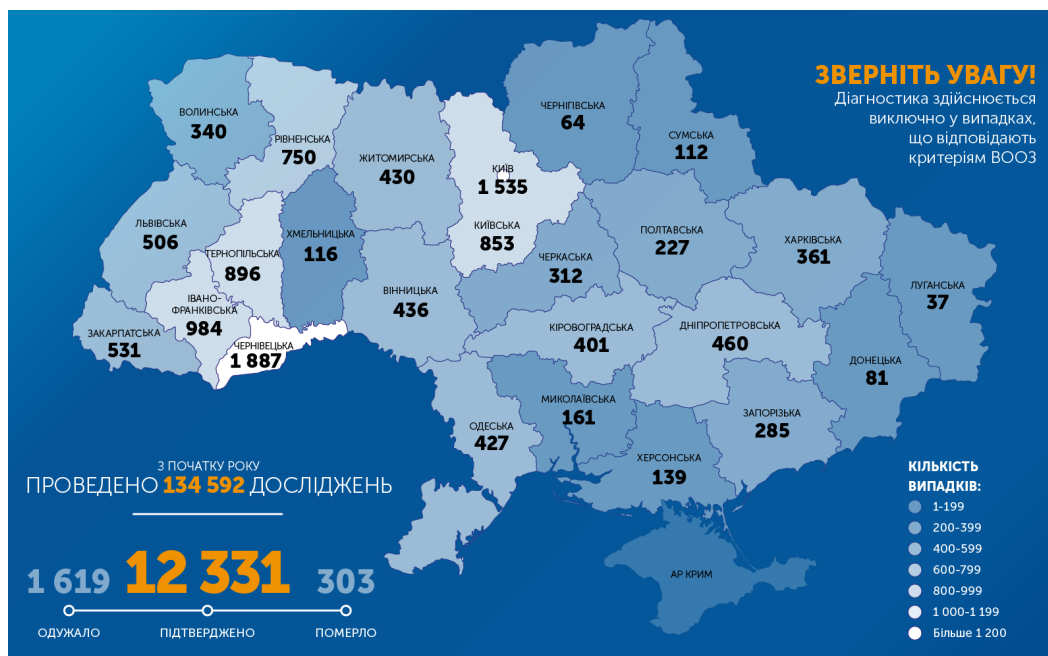 ЗВЕРНІТЬ УВАГУ!
Діагностика здійснюється
виключно у випадках,
що відповідають
критеріям ВООЗ
ВОЛИНСЬКА
340
РІВНЕНСЬКА
750
ЖИТОМИРСЬКА
430
КИЇВ
1 535
ЧЕРНІГІВСЬКА
64
СУМСЬКА
112
ЛЬВІВСЬКА
506
ТЕРНОПІЛЬСЬКА
896
ХМЕЛЬНИЦЬКА
116
КИЇВСЬКА
853
ПОЛТАВСЬКА
227
ХАРКІВСЬКА
361
ЧЕРКАСЬКА
312
ЛУГАНСЬКА
37
ІВАНО-
ФРАНКІВСЬКА
984
ВІННИЦЬКА
436
ЗАКАРПАТСЬКА
531
ЧЕРНІВЕЦЬКА
1 887
КІРОВОГРАДСЬКА
401
ДНІПРОПЕТРОВСЬКА
460
ДОНЕЦЬКА
81
МИКОЛАЇВСЬКА
161
ЗАПОРІЗЬКА
285
ОДЕСЬКА
427
ХЕРСОНСЬКА
139
АР КРИМ
З ПОЧАТКУ РОКУ
ПРОВЕДЕНО 134 592 ДОСЛІДЖЕНЬ
1 619 12 331 303
ОДУЖАЛО ПІДТВЕРДЖЕНО ПОМЕРЛО
КІЛЬКІСТЬ
ВИПАДКІВ:
1-199
200-399
400-599
600-799
800-999
1 000-1 199
Більше 1 200